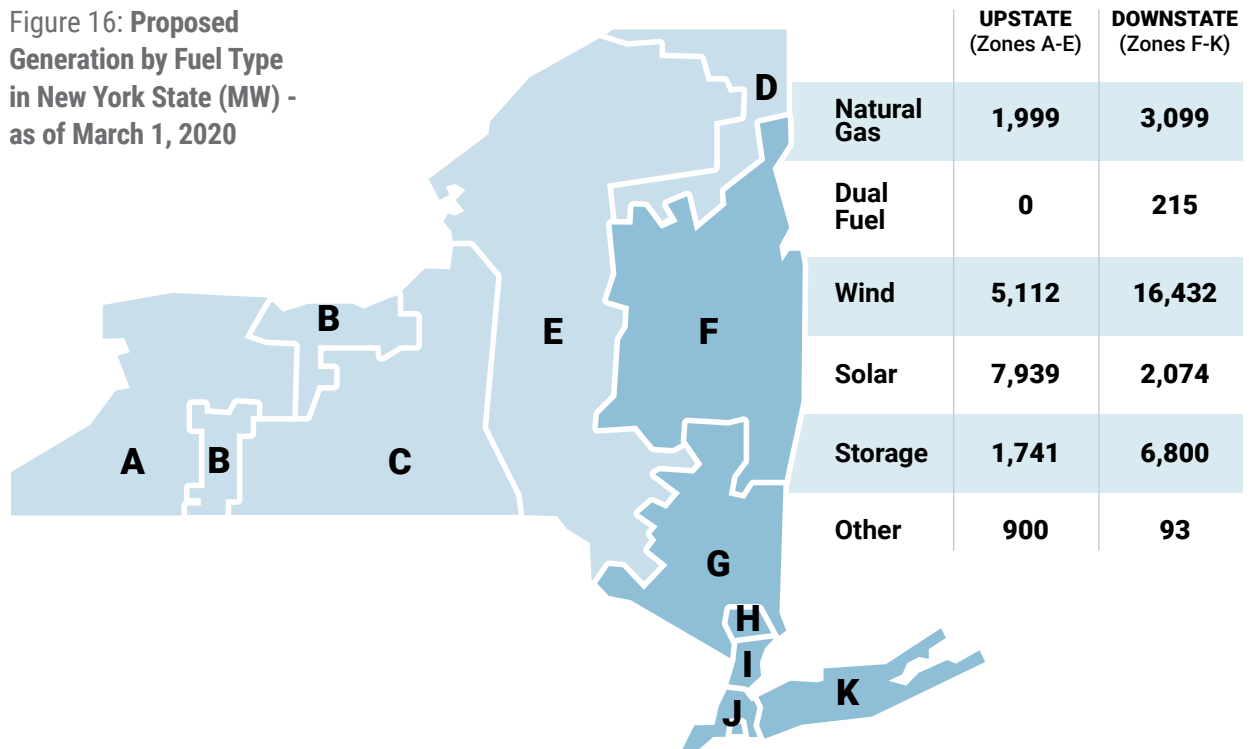 Figure 16: Proposed
Generation by Fuel Type
in New York State (MW) -
as of March 1, 2020
UPSTATE DOWNSTATE
(Zones A-E) (Zones F-K)
Natural
Gas 1,999 3,099
Dual
Fuel 0 215
Wind 5,112 16,432
Solar 7,939 2,074
Storage 1,741 6,800
Other 900 93
D
B
E
F
A
B
C
G
H
I
K
J